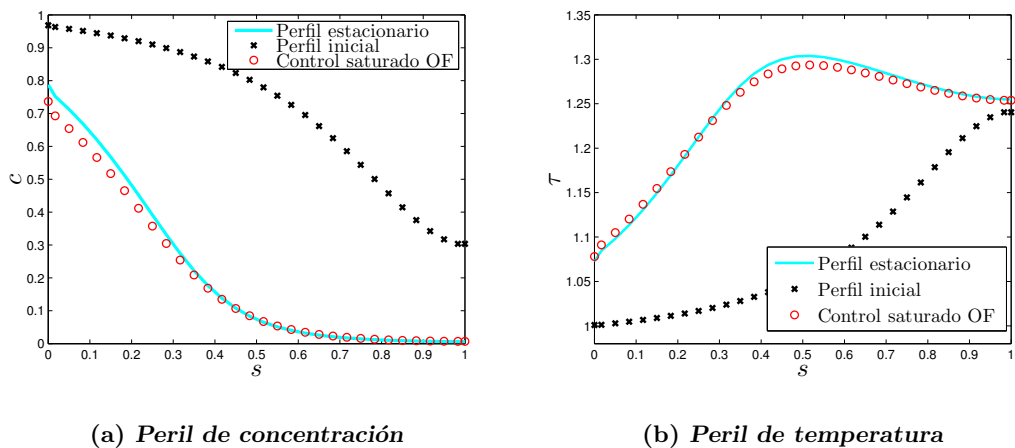 1
0.9
0.8
0.7
0.6
0.5
0.4
0.3
0.2
0.1
0
c
0 0.1 0.2 0.3 0.4 0.5 0.6 0.7 0.8 0.9 1
s
Perfil estacionario
Perfil inicial
Control saturado OF
(a) Peril de concentración
1.35
1.3
1.25
1.2
1.15
1.1
1.05
1
τ
0 0.1 0.2 0.3 0.4 0.5 0.6 0.7 0.8 0.9 1
s
Perfil estacionario
Perfil inicial
Control saturado OF
(b) Peril de temperatura